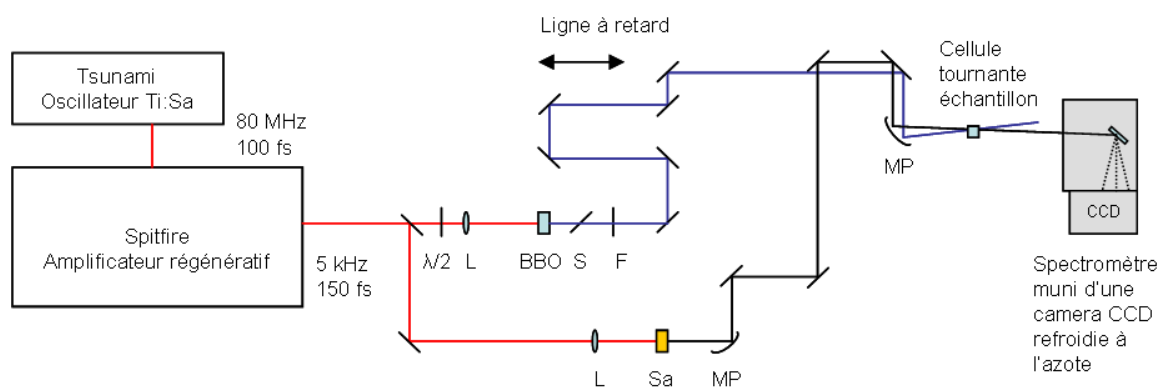 Ligne à retard
Tsunami
Oscillateur Ti:Sa
80 MHz
100 fs
Cellule
tournante
échantillon
MP
CCD
Spitfire
Amplificateur régénératif
5 kHz
150 fs
λ/2
L
BBO
S
F
Spectromètre
muni d'une
camera CCD
refroidie à
l'azote
L
Sa
MP